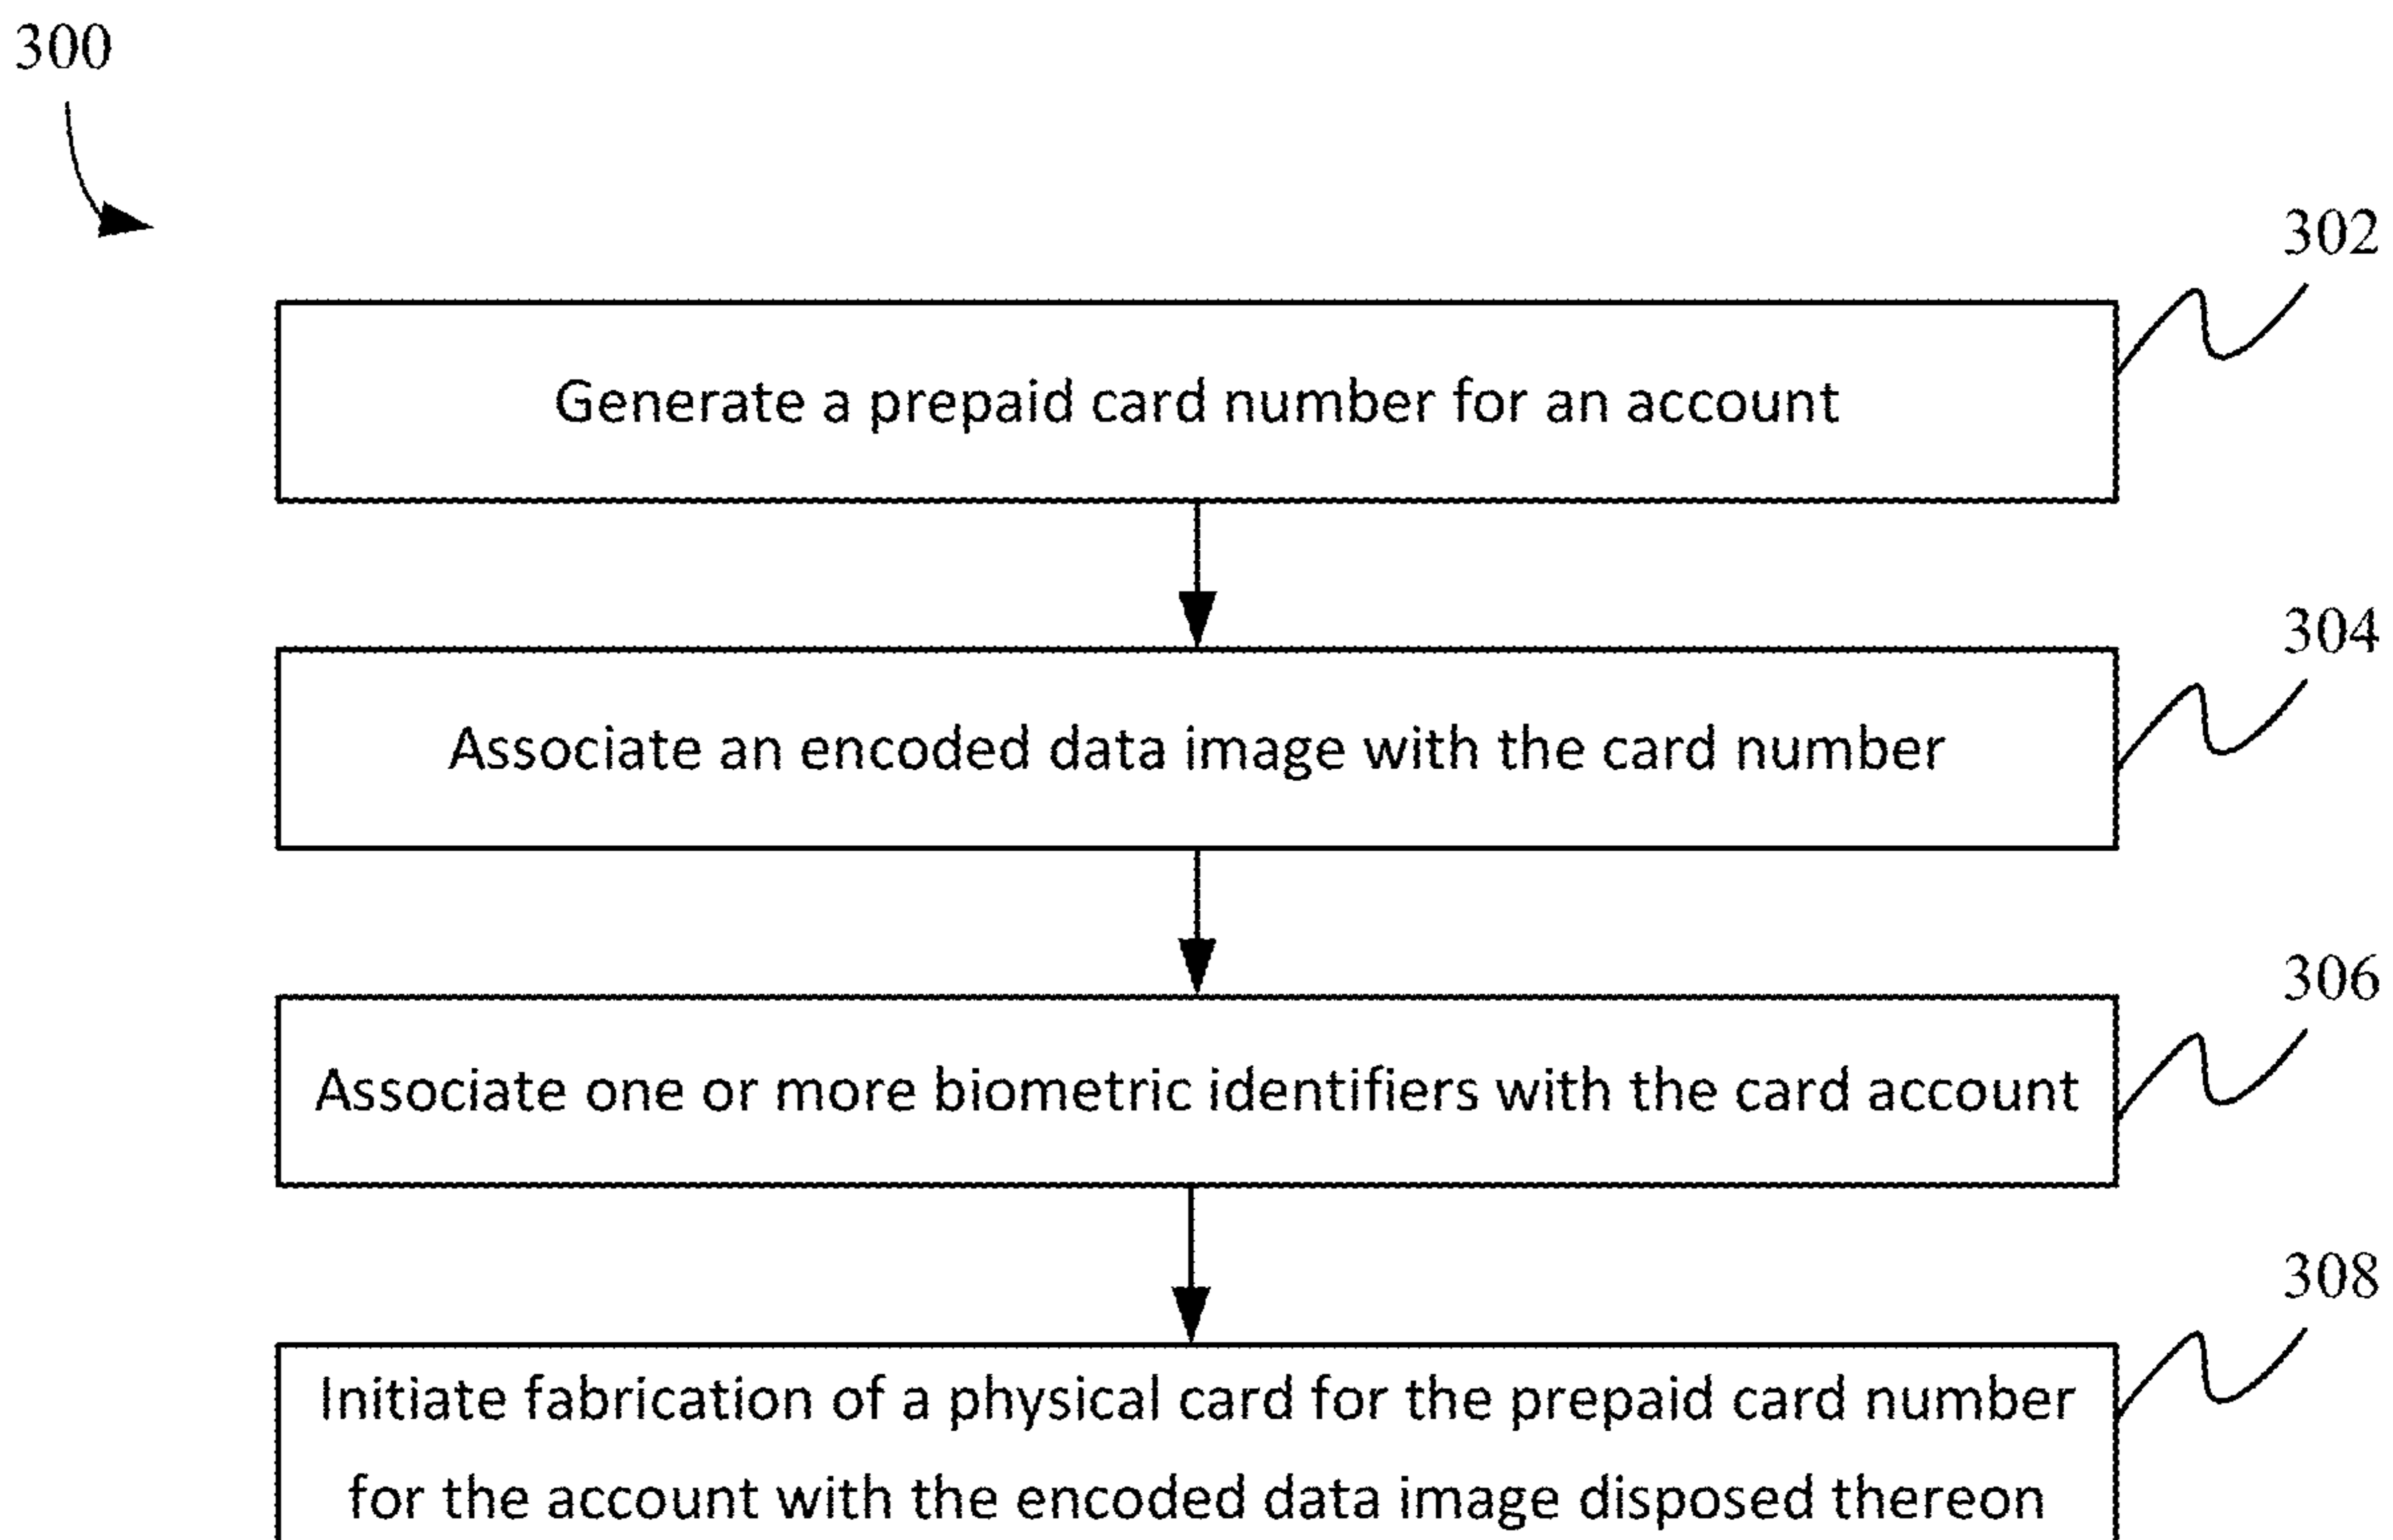 300
302
Generate a prepaid card number for an account
304
Associate an encoded data image with the card number
306
Associate one or more biometric identifiers with the card account
308
Initiate fabrication of a physical card for the prepaid card number
for the account with the encoded data image disposed thereon